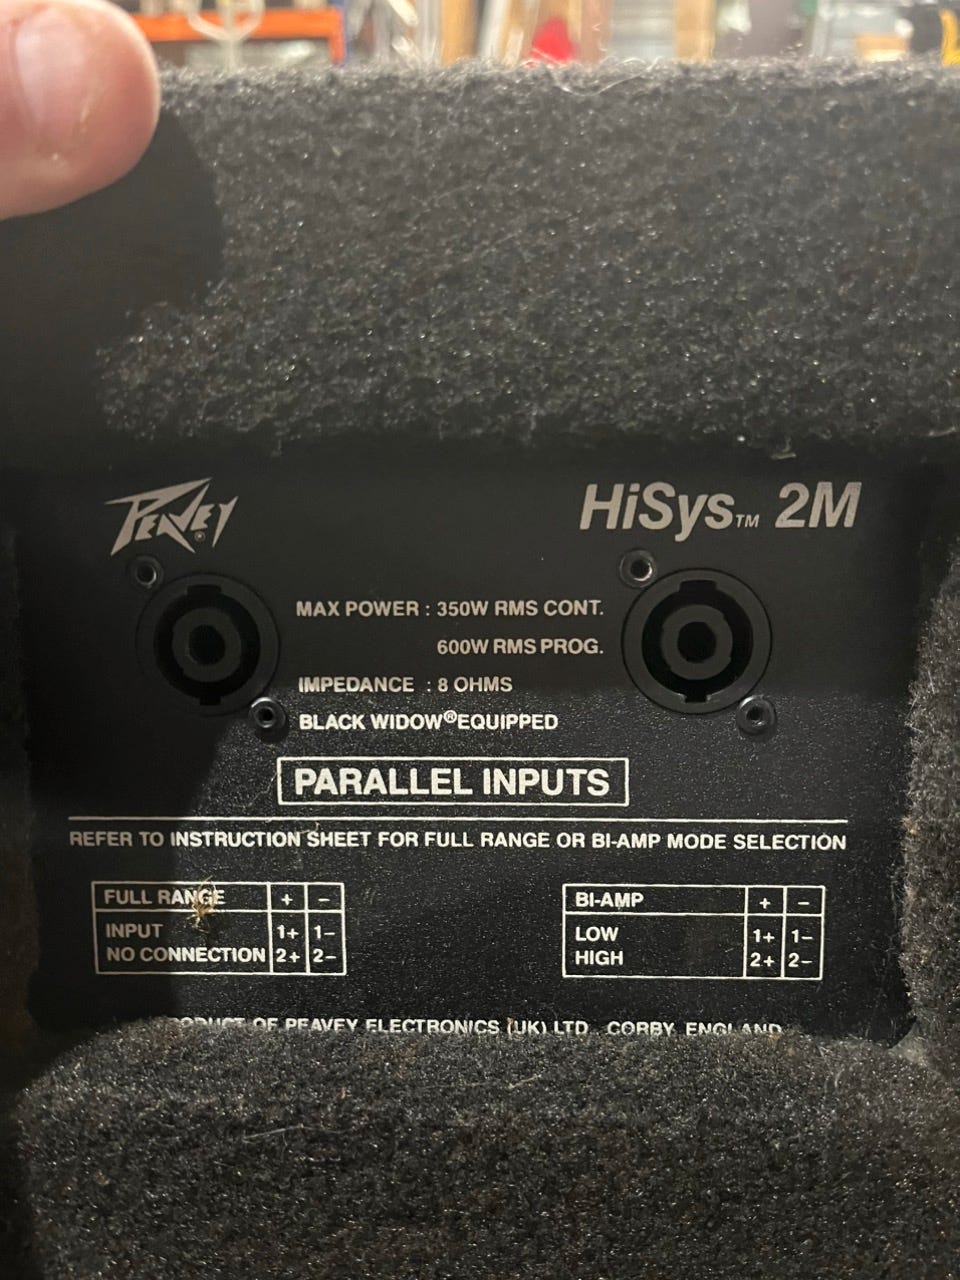 PEAVEY®
HiSys™ 2M
MAX POWER : 350W RMS CONT.
600W RMS PROG.
IMPEDANCE : 8 OHMS
BLACK WIDOW® EQUIPPED
PARALLEL INPUTS
REFER TO INSTRUCTION SHEET FOR FULL RANGE OR BI-AMP MODE SELECTION
FULL RANGE + −
INPUT 1+ 1−
NO CONNECTION 2+ 2−
BI-AMP + −
LOW 1+ 1−
HIGH 2+ 2−
PRODUCT OF PEAVEY ELECTRONICS (UK) LTD., CORBY, ENGLAND